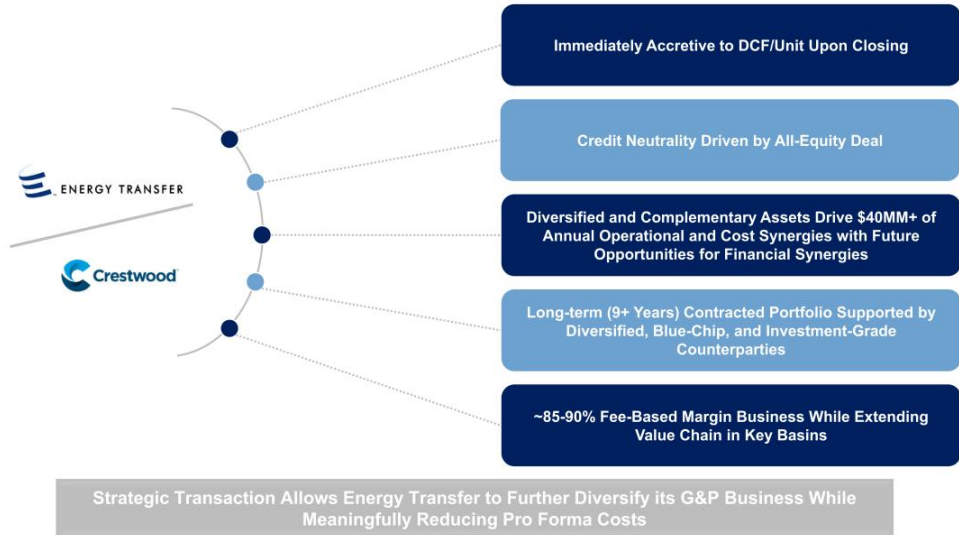 Immediately Accretive to DCF/Unit Upon Closing
Credit Neutrality Driven by All-Equity Deal
ENERGY TRANSFER
Crestwood
Diversified and Complementary Assets Drive $40MM+ of
Annual Operational and Cost Synergies with Future
Opportunities for Financial Synergies
Long-term (9+ Years) Contracted Portfolio Supported by
Diversified, Blue-Chip, and Investment-Grade
Counterparties
~85-90% Fee-Based Margin Business While Extending
Value Chain in Key Basins
Strategic Transaction Allows Energy Transfer to Further Diversify its G&P Business While
Meaningfully Reducing Pro Forma Costs